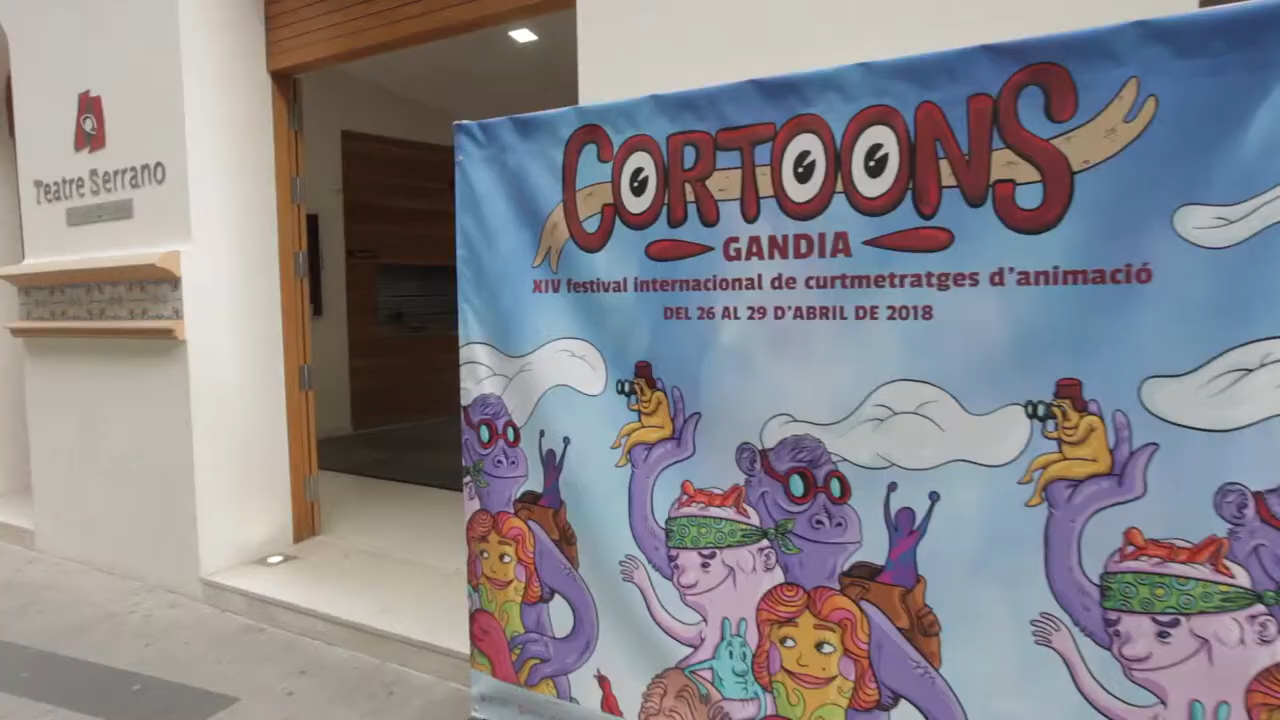 Teatre Serrano
CORTOONS
GANDIA
XIV festival internacional de curtmetratges d'animació
DEL 26 AL 29 D'ABRIL DE 2018